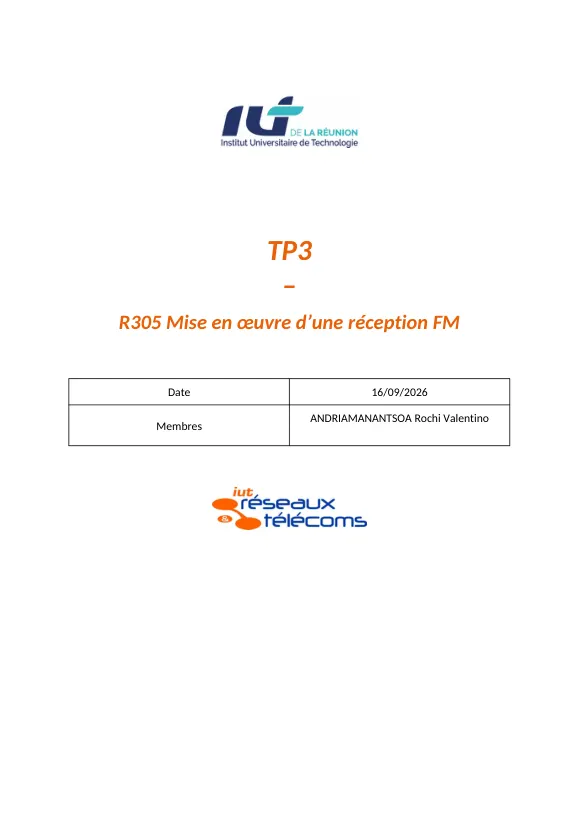 IUT
DE LA RÉUNION
Institut Universitaire de Technologie
TP3
–
R305 Mise en œuvre d’une réception FM
Date 16/09/2026
Membres ANDRIAMANANTSOA Rochi Valentino
iut
réseaux
& télécoms